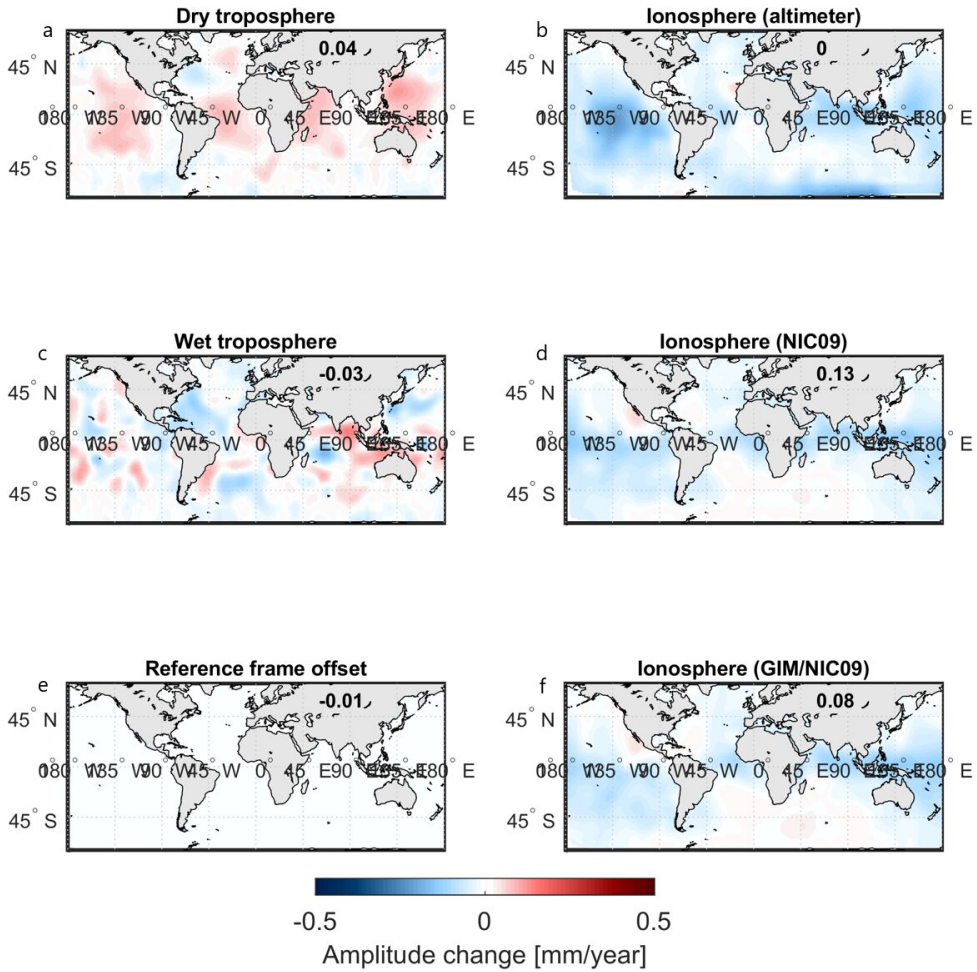 a Dry troposphere
0.04
45° N
45° S
b Ionosphere (altimeter)
0
45° N
45° S
c Wet troposphere
-0.03
45° N
45° S
d Ionosphere (NIC09)
0.13
45° N
45° S
e Reference frame offset
-0.01
45° N
45° S
f Ionosphere (GIM/NIC09)
0.08
45° N
45° S
-0.5 0 0.5
Amplitude change [mm/year]